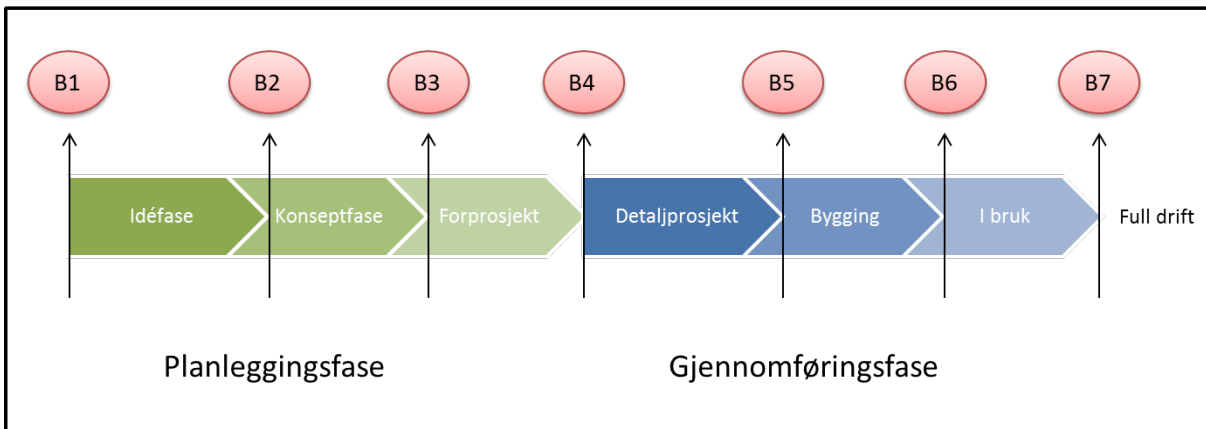 B1 B2 B3 B4 B5 B6 B7
Idéfase Konseptfase Forprosjekt Detaljprosjekt Bygging I bruk Full drift
Planleggingsfase Gjennomføringsfase